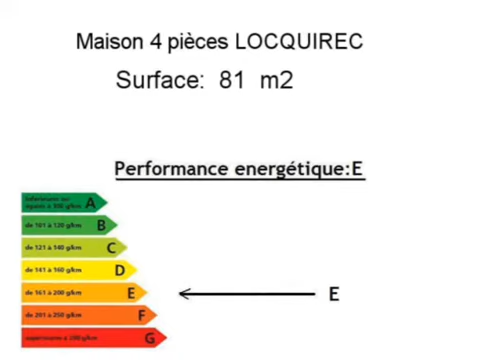 Maison 4 pièces LOCQUIREC
Surface: 81 m2
Performance energétique:E
A
de 101 à 120 g/km B
de 121 à 140 g/km C
de 141 à 160 g/km D
de 161 à 200 g/km E
E
de 201 à 250 g/km F
G